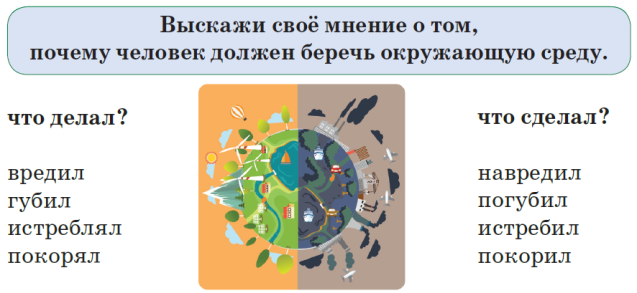 Выскажи своё мнение о том,
почему человек должен беречь окружающую среду.
что делал?
вредил
губил
истреблял
покорял
что сделал?
навредил
погубил
истребил
покорил